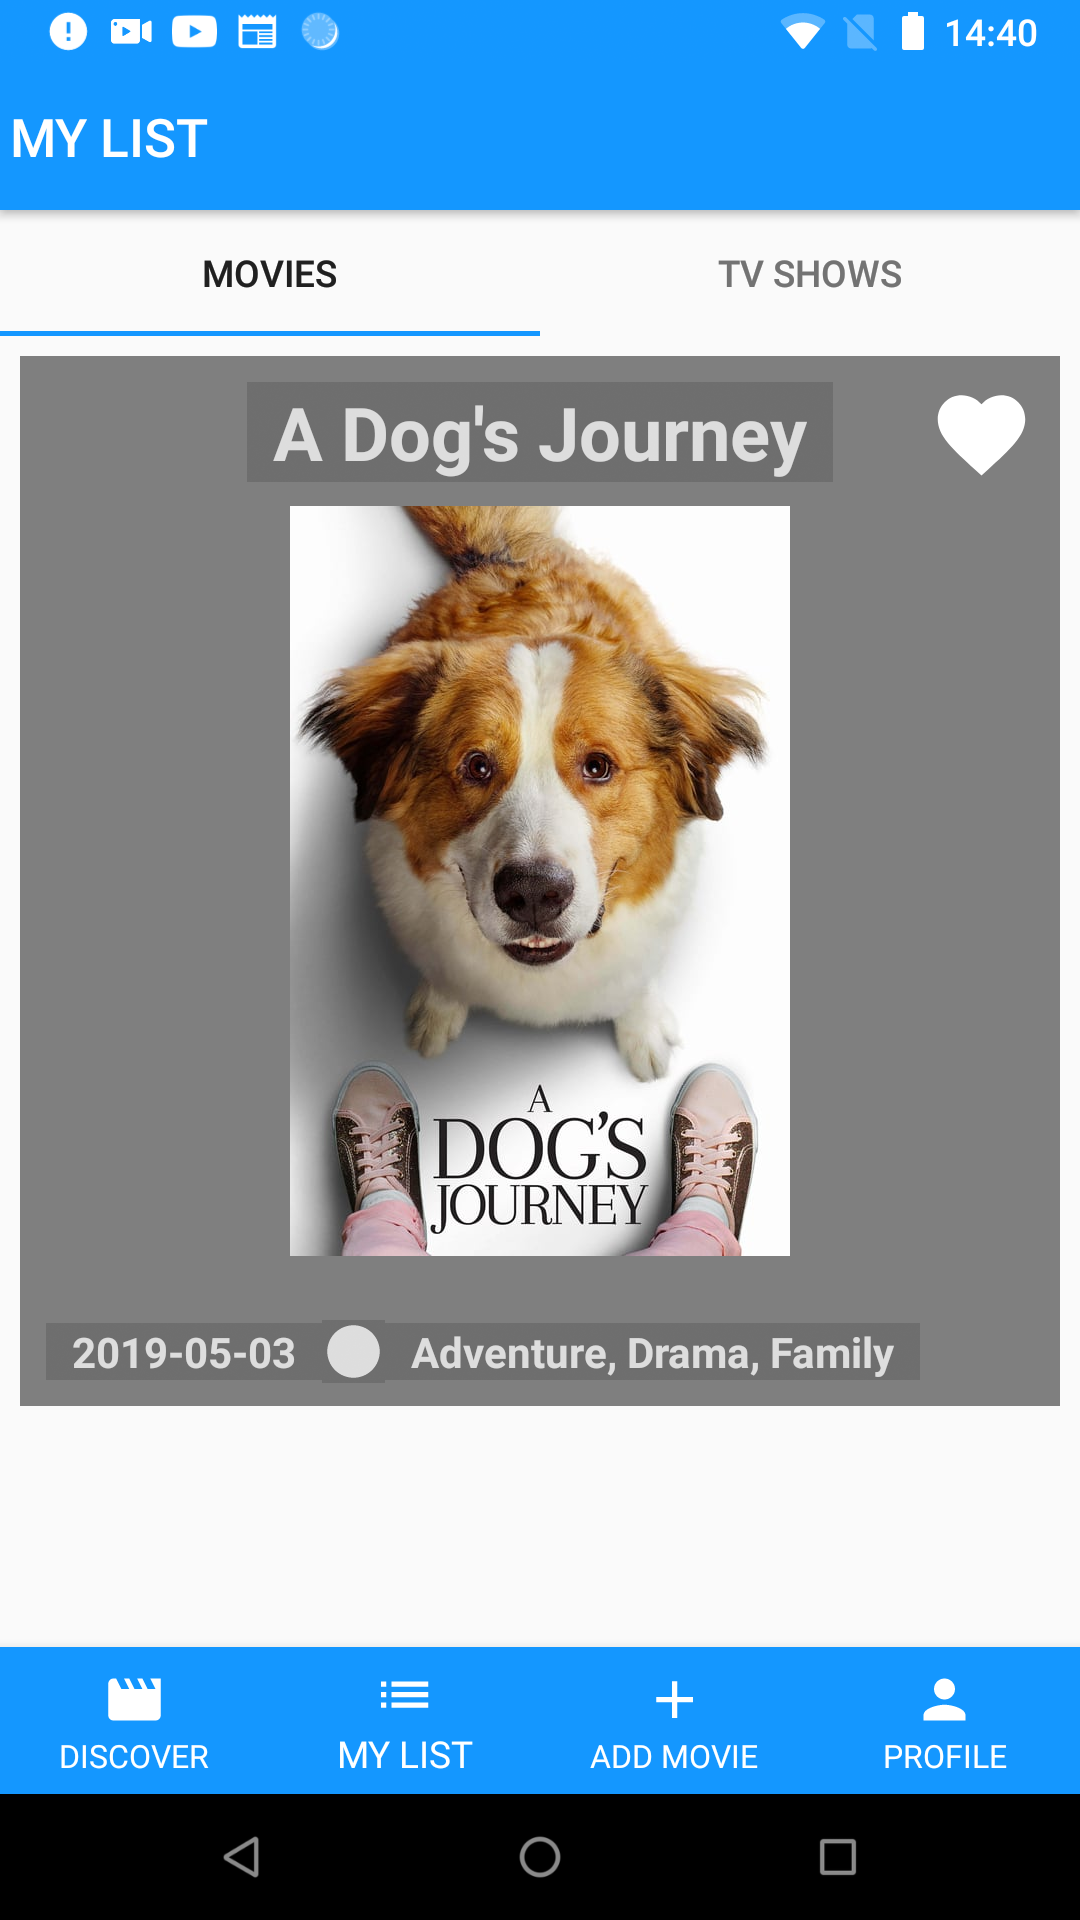 14:40
MY LIST
MOVIES
TV SHOWS
A Dog's Journey
A
DOG'S
JOURNEY
2019-05-03
Adventure, Drama, Family
DISCOVER
MY LIST
ADD MOVIE
PROFILE